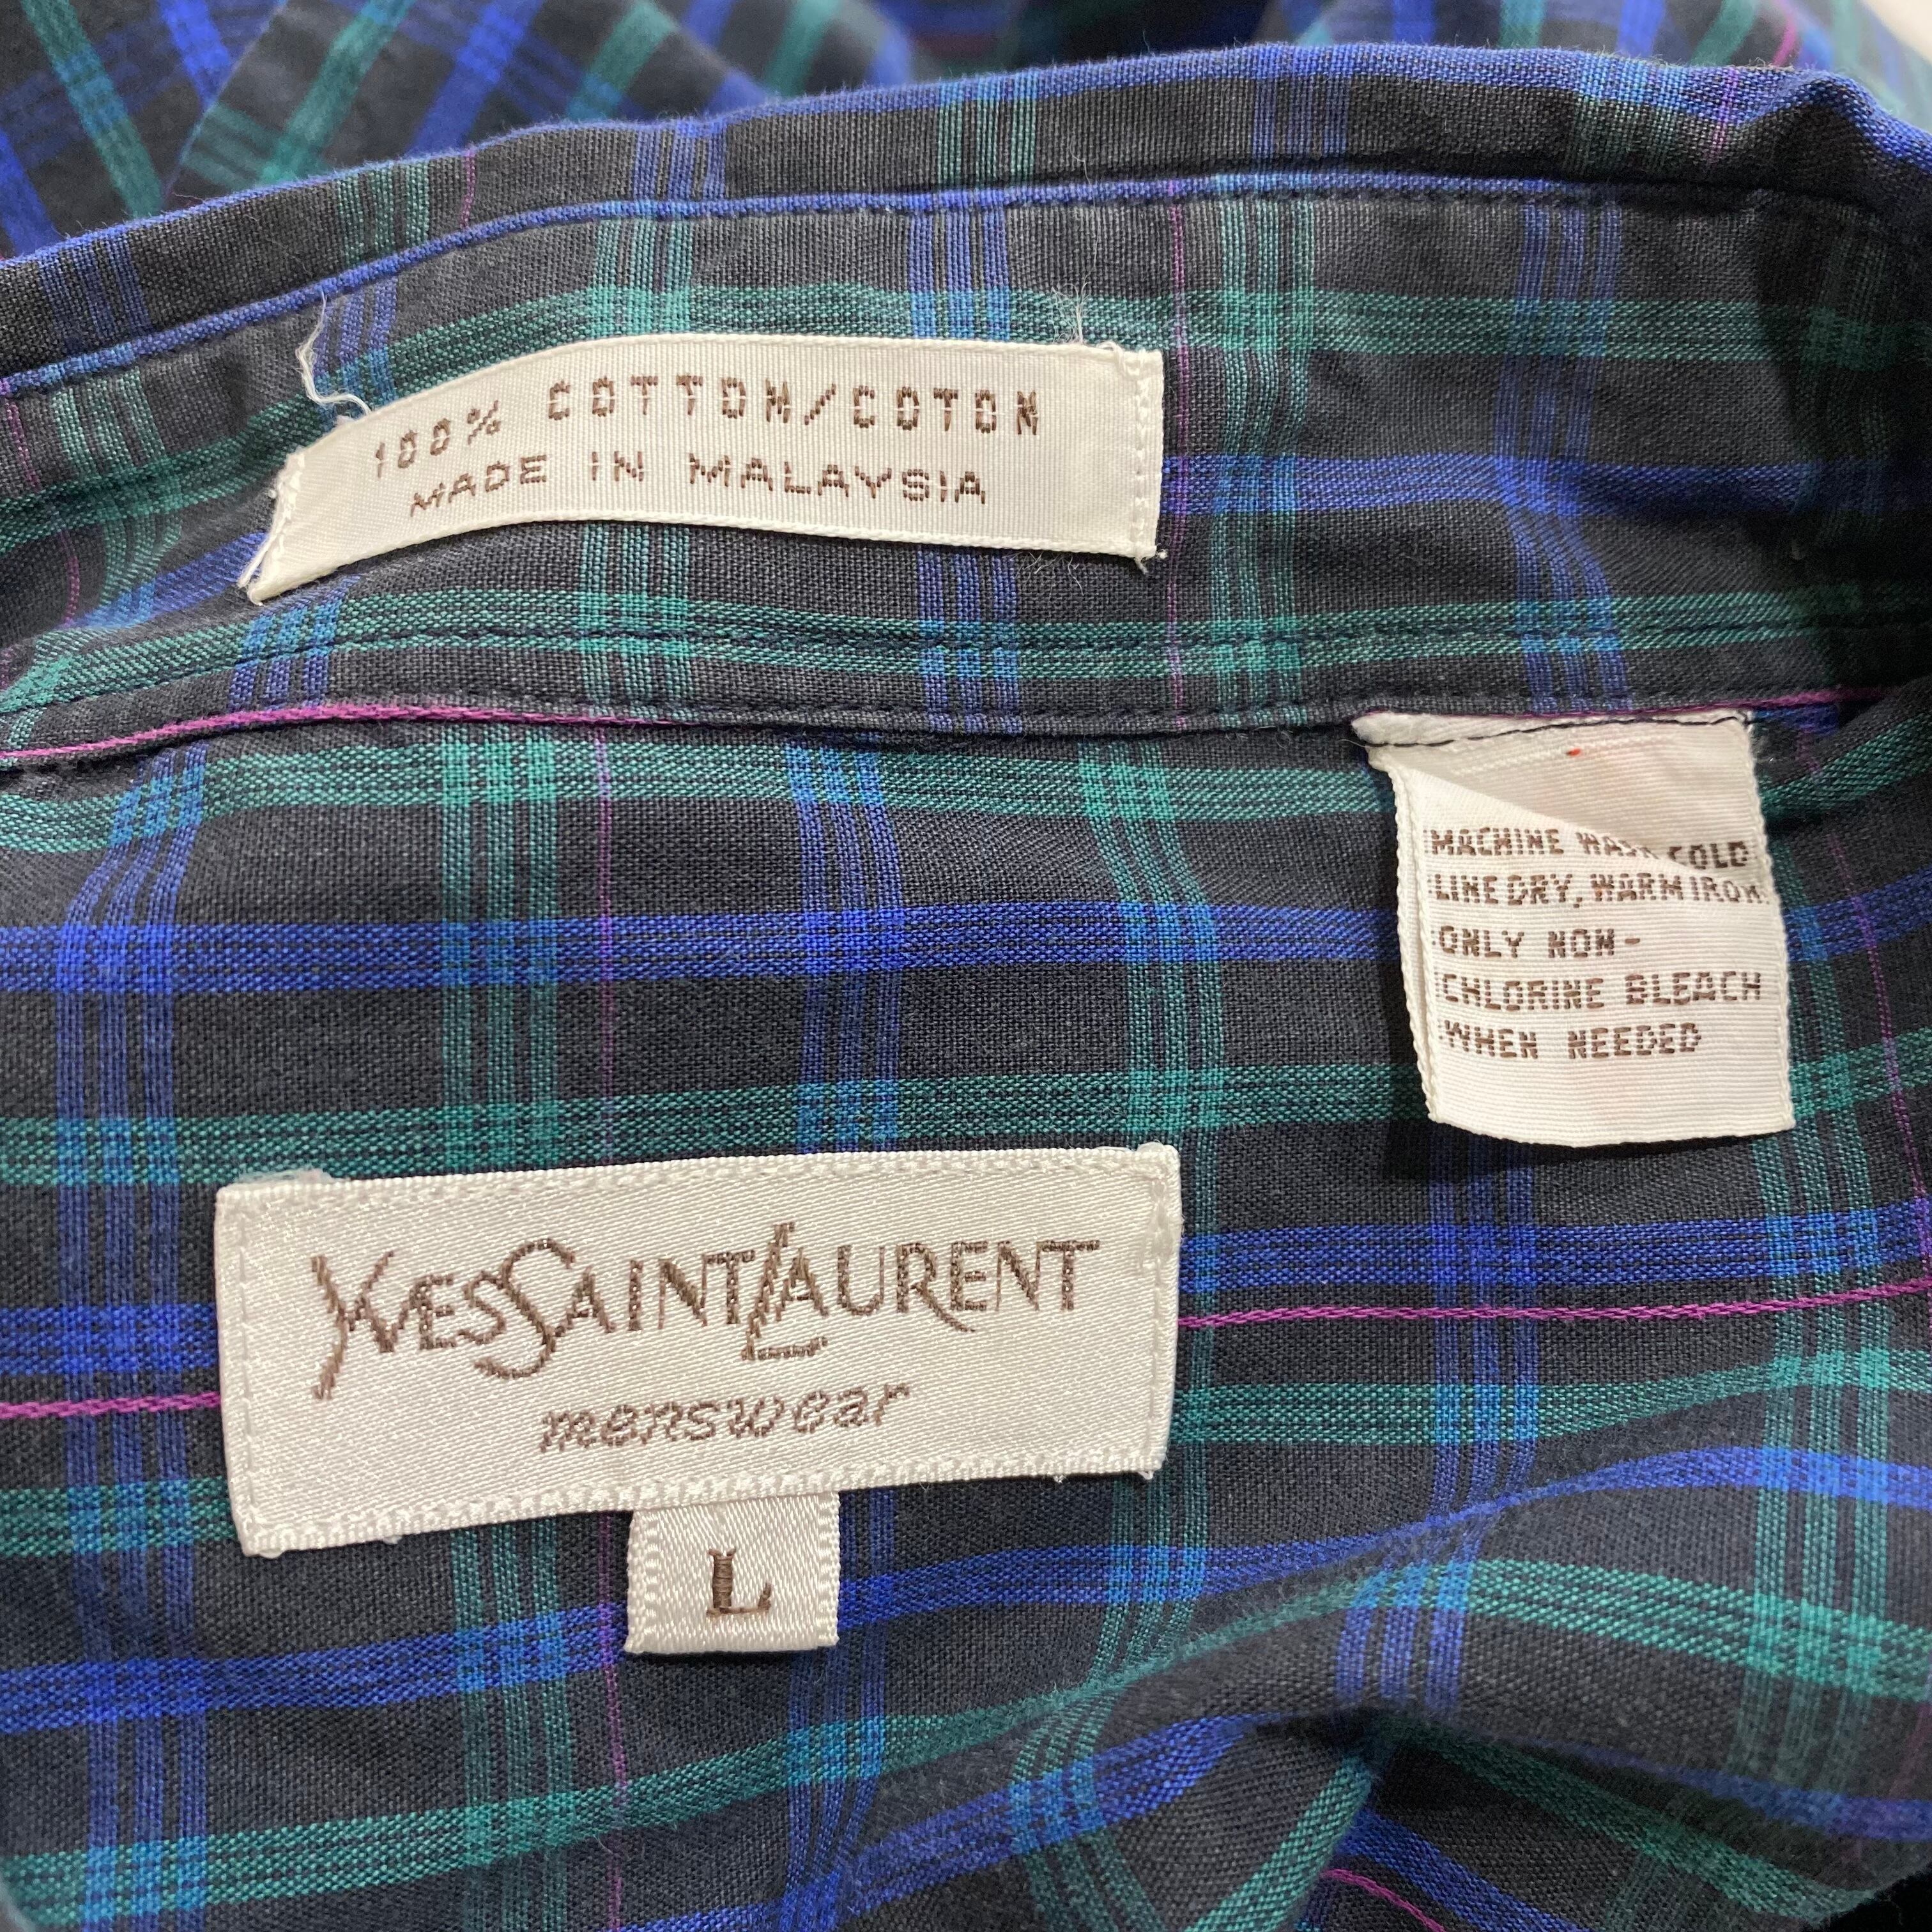 100% COTTON/COTON
MADE IN MALAYSIA
MACHINE WASH COLD
LINE DRY, WARM IRON
ONLY NON-
CHLORINE BLEACH
WHEN NEEDED
YVES SAINT LAURENT
menswear
L